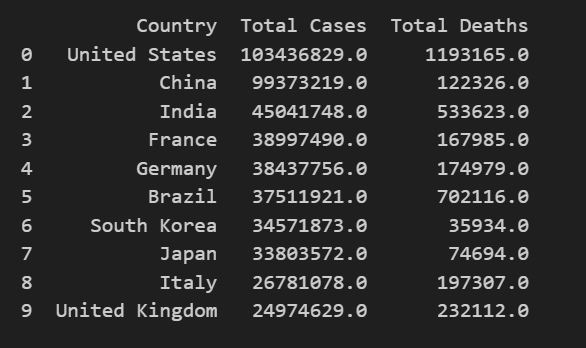 Country Total Cases Total Deaths
0 United States 103436829.0 1193165.0
1 China 99373219.0 122326.0
2 India 45041748.0 533623.0
3 France 38997490.0 167985.0
4 Germany 38437756.0 174979.0
5 Brazil 37511921.0 702116.0
6 South Korea 34571873.0 35934.0
7 Japan 33803572.0 74694.0
8 Italy 26781078.0 197307.0
9 United Kingdom 24974629.0 232112.0